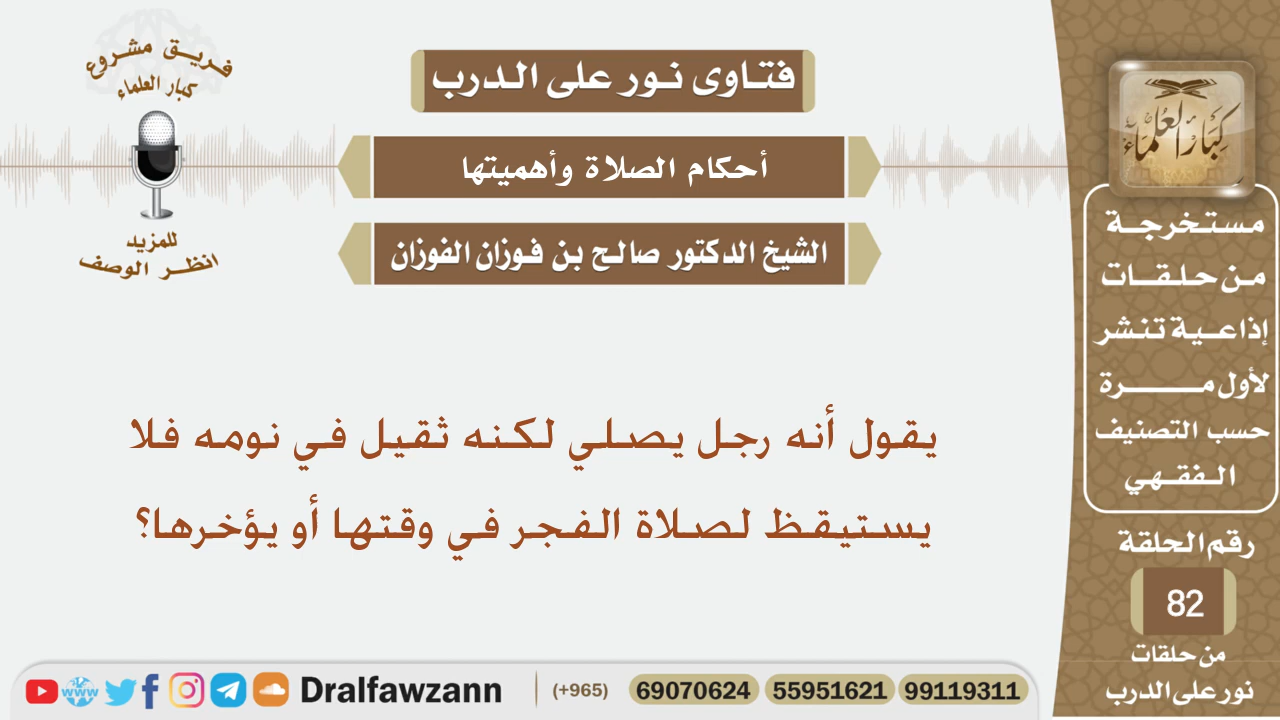 فريق مشروع
كبار العلماء
للمزيد
انظر الوصف
فتاوى نور على الدرب
أحكام الصلاة وأهميتها
الشيخ الدكتور صالح بن فوزان الفوزان
يقول أنه رجل يصلي لكنه ثقيل في نومه فلا
يستيقظ لصلاة الفجر في وقتها أو يؤخرها؟
كبار العلماء
مستخرجة
من حلقات
إذاعية تنشر
لأول مرة
حسب التصنيف
الفقهي
رقم الحلقة
82
من حلقات
نور على الدرب
www
Dralfawzann
(+965)
69070624
55951621
99119311